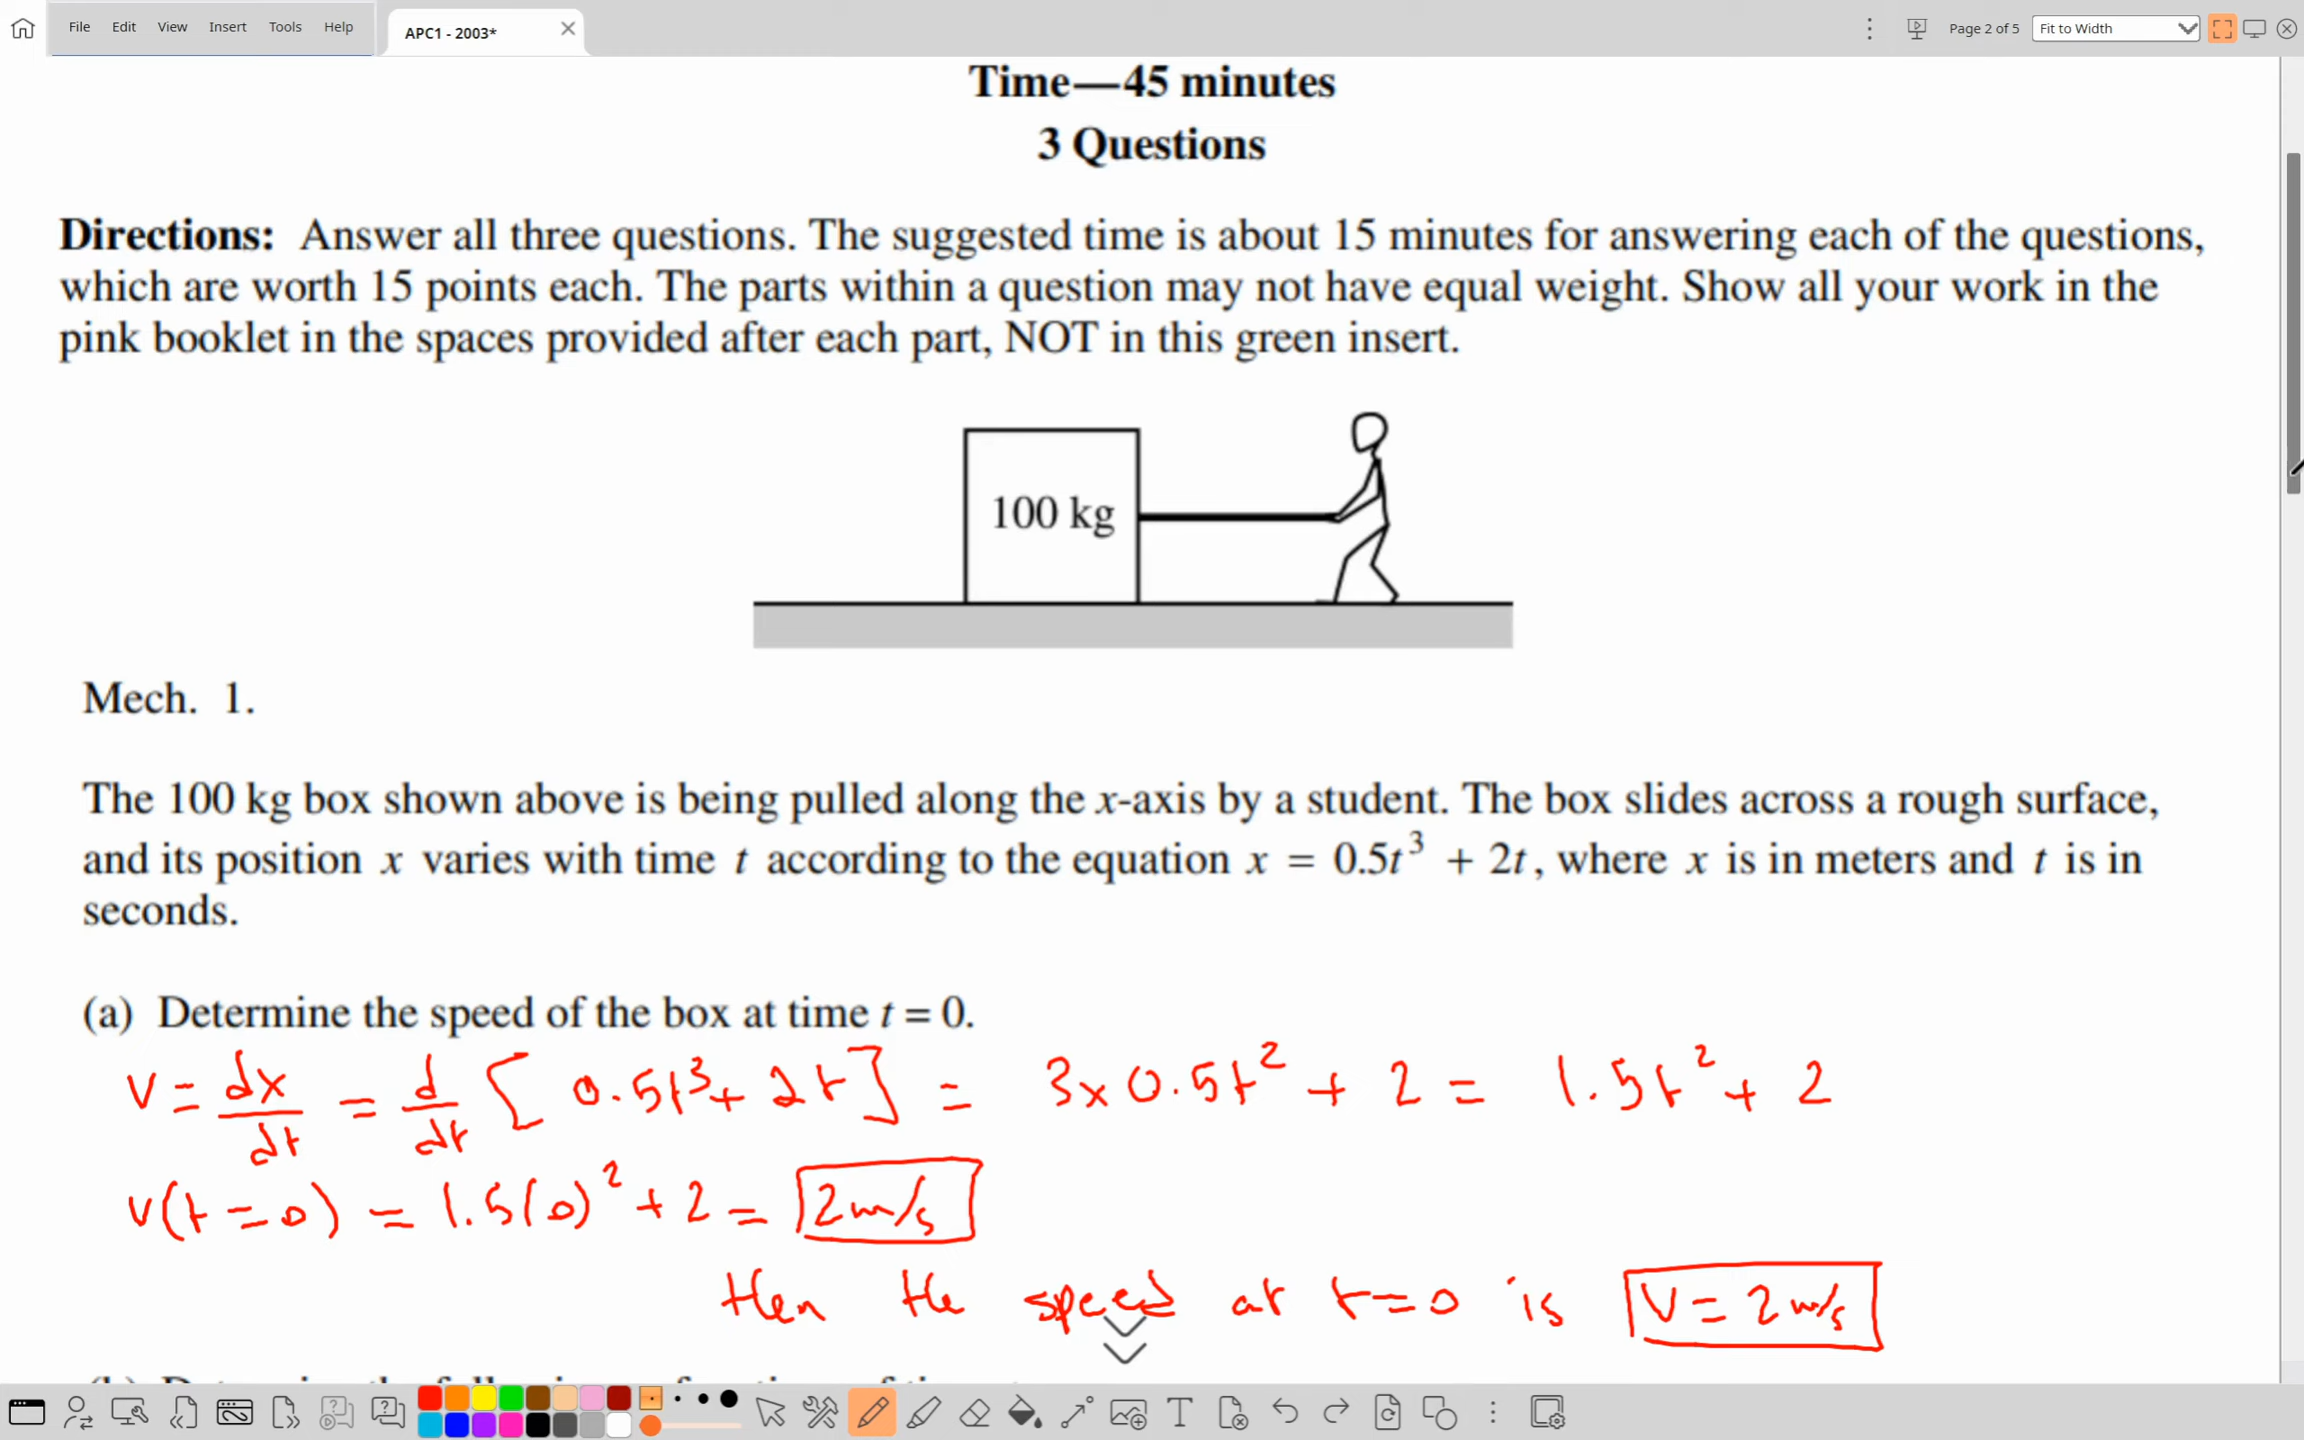 File Edit View Insert Tools Help APC1 - 2003* Page 2 of 5 Fit to Width
Time—45 minutes
3 Questions
Directions: Answer all three questions. The suggested time is about 15 minutes for answering each of the questions,
which are worth 15 points each. The parts within a question may not have equal weight. Show all your work in the
pink booklet in the spaces provided after each part, NOT in this green insert.
100 kg
Mech. 1.
The 100 kg box shown above is being pulled along the x-axis by a student. The box slides across a rough surface,
and its position x varies with time t according to the equation x = 0.5t³ + 2t, where x is in meters and t is in
seconds.
(a) Determine the speed of the box at time t = 0.
v = dx/dt = d/dt [0.5t³ + 2t] = 3x0.5t² + 2 = 1.5t² + 2
v(t=0) = 1.5(0)² + 2 = 2m/s
then the speed at t=0 is V = 2m/s